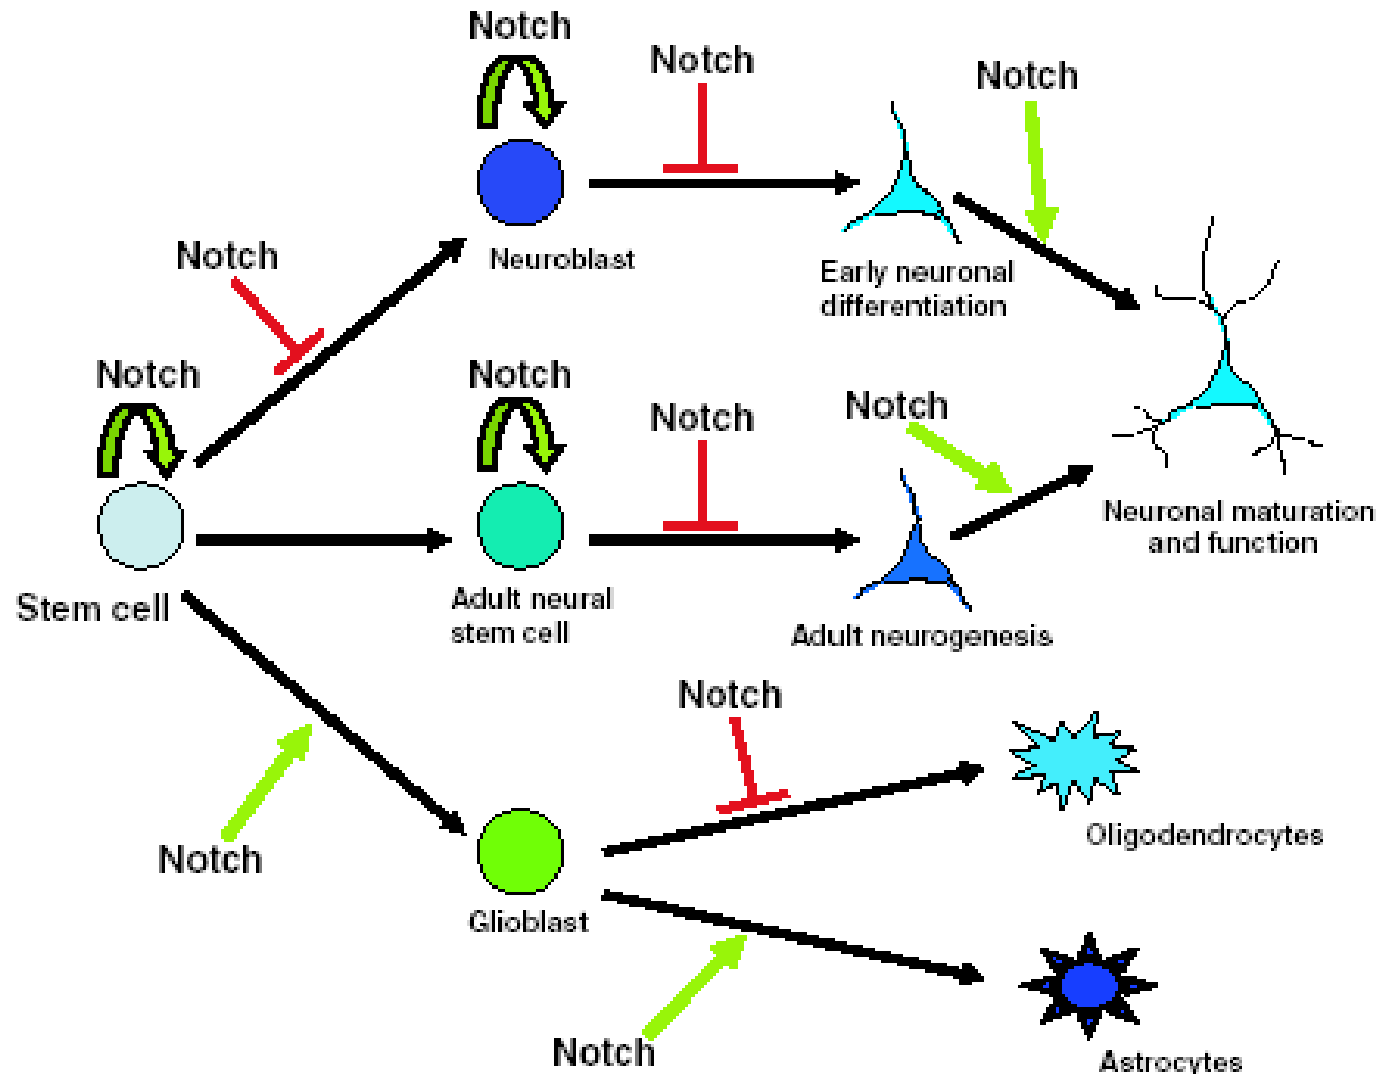 Notch
Notch
Notch
Notch
Neuroblast
Early neuronal
differentiation
Notch
Notch
Notch
Notch
Neuronal maturation
and function
Stem cell
Adult neural
stem cell
Adult neurogenesis
Notch
Notch
Oligodendrocytes
Glioblast
Notch
Astrocytes